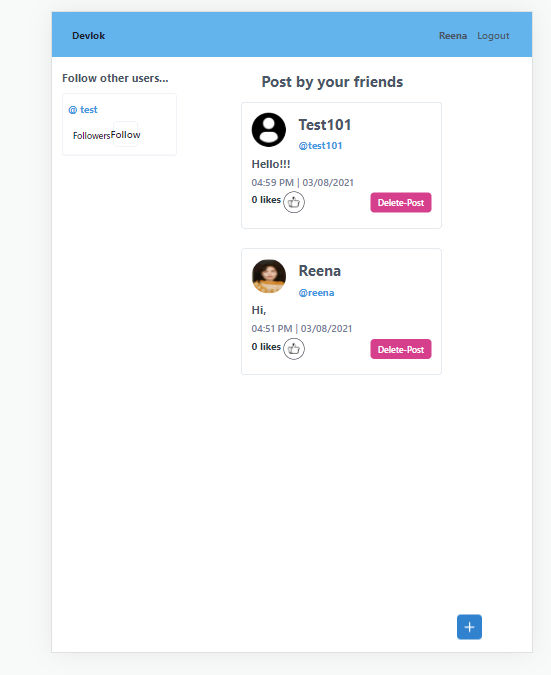 Devlok Reena Logout
Follow other users...
@ test
Followers Follow
Post by your friends
Test101
@test101
Hello!!!
04:59 PM | 03/08/2021
0 likes Delete-Post
Reena
@reena
Hi,
04:51 PM | 03/08/2021
0 likes Delete-Post
+